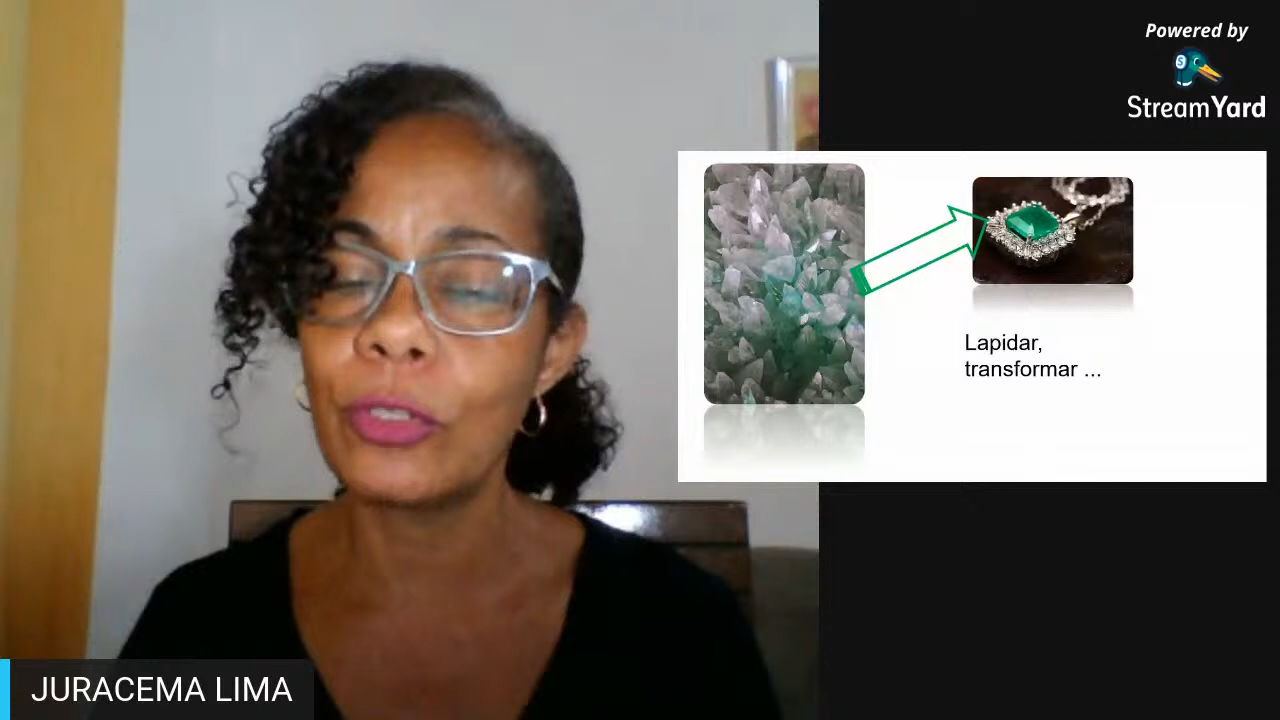 Powered by
StreamYard
Lapidar,
transformar ...
JURACEMA LIMA